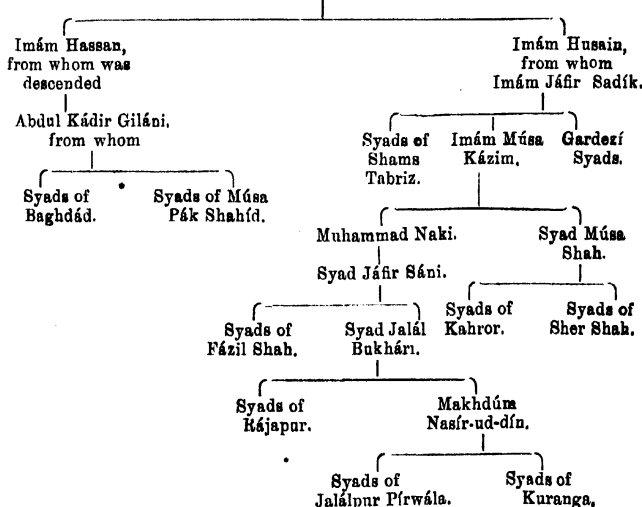 Imám Hassan,
from whom was
descended
Imám Husain,
from whom
Imám Jáfir Sadík.
Abdul Kádir Giláni,
from whom
Syads of
Shams
Tabriz.
Imám Músa
Kázim.
Gardezí
Syads.
Syads of
Baghdád.
Syads of Músa
Pák Shahíd.
Muhammad Naki.
Syad Músa
Shah.
Syad Jáfir Sáni.
Syads of
Fázil Shah.
Syad Jalál
Bukhárı.
Syads of
Kahror.
Syads of
Sher Shah.
Syads of
Rájapur.
Makhdúm
Nasír-ud-dín.
Syads of
Jalálpur Pírwála.
Syads of
Kuranga.